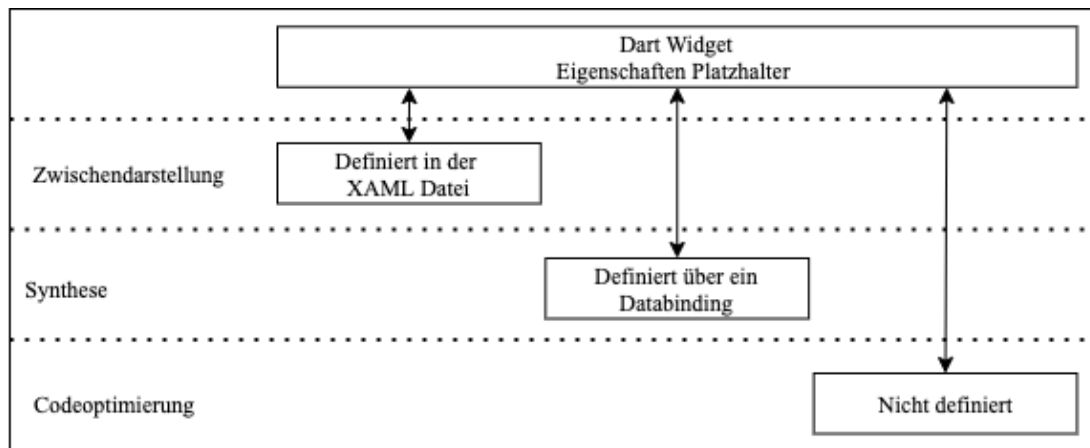 Dart Widget
Eigenschaften Platzhalter
Zwischendarstellung
Definiert in der
XAML Datei
Synthese
Definiert über ein
Databinding
Codeoptimierung
Nicht definiert